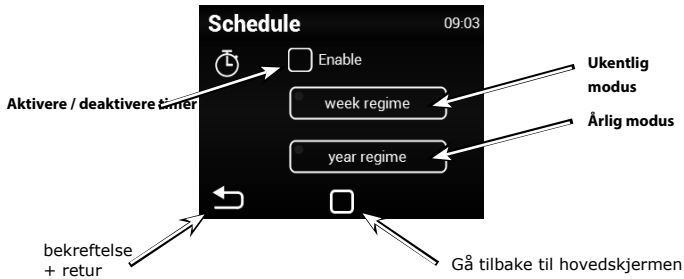 Schedule 09:03
Enable
Aktivere / deaktivere timer
week regime
Ukentlig
modus
Årlig modus
year regime
bekreftelse
+ retur
Gå tilbake til hovedskjermen